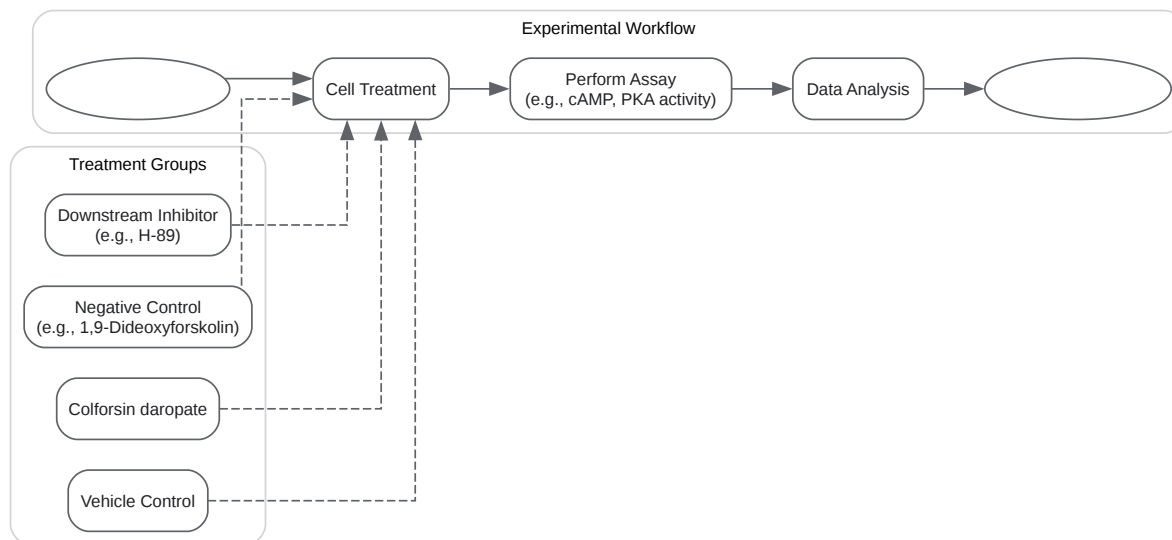 Experimental Workflow
Cell Treatment
Perform Assay
(e.g., cAMP, PKA activity)
Data Analysis
Treatment Groups
Downstream Inhibitor
(e.g., H-89)
Negative Control
(e.g., 1,9-Dideoxyforskolin)
Colforsin daropate
Vehicle Control